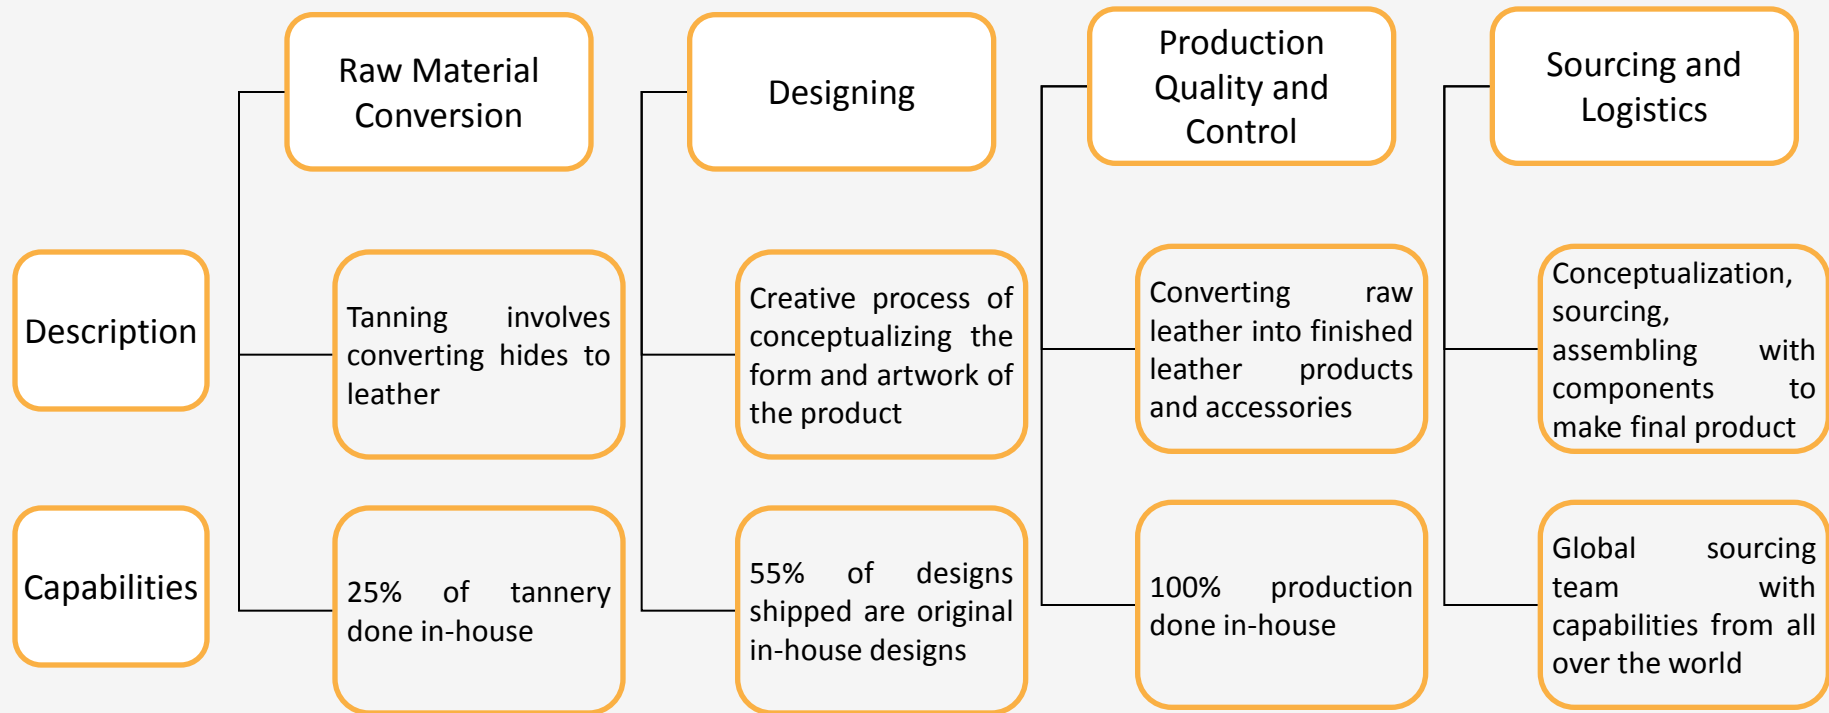 Raw Material
Conversion
Designing
Production
Quality and
Control
Sourcing and
Logistics
Description
Tanning involves
converting hides to
leather
Creative process of
conceptualizing the
form and artwork of
the product
Converting raw
leather into finished
leather products
and accessories
Conceptualization,
sourcing,
assembling with
components to
make final product
Capabilities
25% of tannery
done in-house
55% of designs
shipped are original
in-house designs
100% production
done in-house
Global sourcing
team with
capabilities from all
over the world